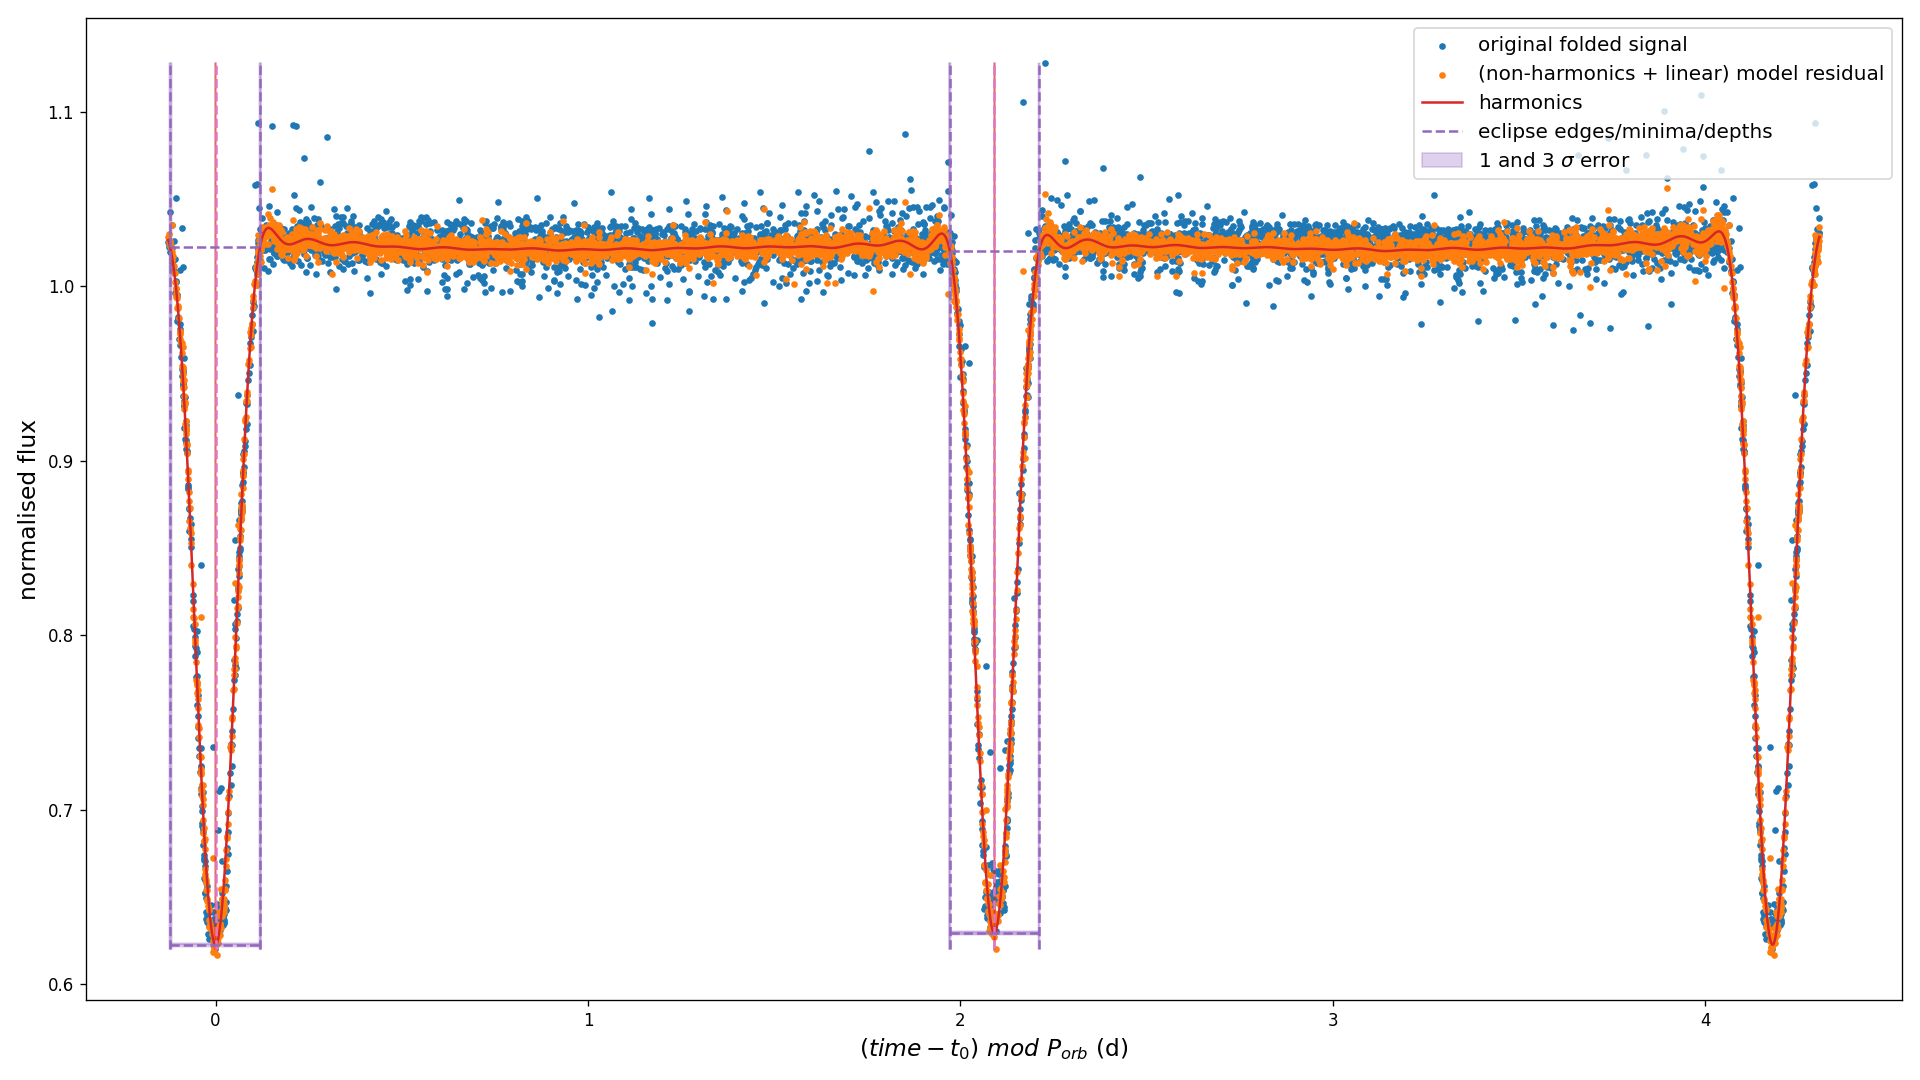 original folded signal
(non-harmonics + linear) model residual
harmonics
eclipse edges/minima/depths
1 and 3 σ error
normalised flux
1.1
1.0
0.9
0.8
0.7
0.6
0
1
2
3
4
(time − t₀) mod Pₒᵣb (d)